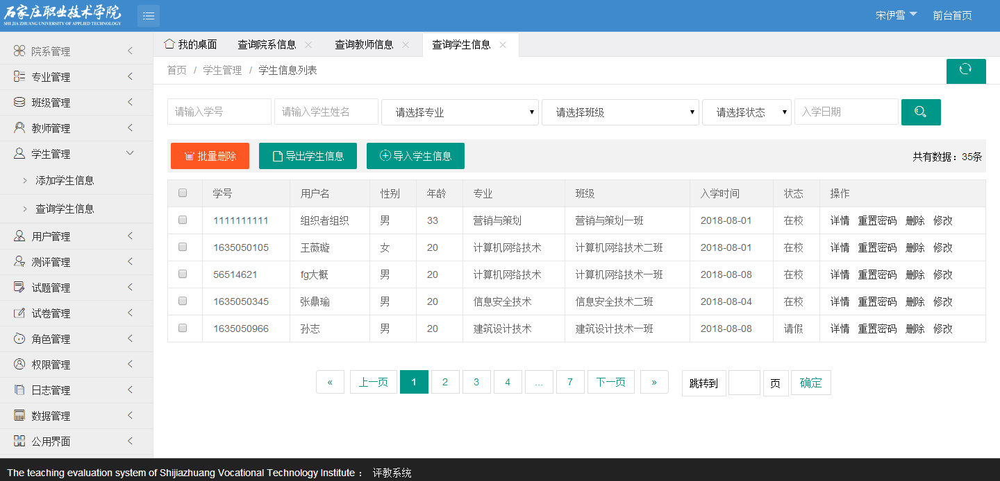 石家庄职业技术学院
SHI JIA ZHUANG UNIVERSITY OF APPLIED TECHNOLOGY
宋伊雪 前台首页
院系管理
专业管理
班级管理
教师管理
学生管理
添加学生信息
查询学生信息
用户管理
测评管理
试题管理
试卷管理
角色管理
权限管理
日志管理
数据管理
公用界面
我的桌面 查询院系信息 查询教师信息 查询学生信息
首页 / 学生管理 / 学生信息列表
请输入学号 请输入学生姓名 请选择专业 请选择班级 请选择状态 入学日期
批量删除 导出学生信息 导入学生信息 共有数据：35条
学号 用户名 性别 年龄 专业 班级 入学时间 状态 操作
1111111111 组织者组织 男 33 营销与策划 营销与策划一班 2018-08-01 在校 详情 重置密码 删除 修改
1635050105 王薇璇 女 20 计算机网络技术 计算机网络技术二班 2018-08-01 在校 详情 重置密码 删除 修改
56514621 fg大概 男 20 计算机网络技术 计算机网络技术一班 2018-08-08 在校 详情 重置密码 删除 修改
1635050345 张鼎瑜 男 20 信息安全技术 信息安全技术二班 2018-08-04 在校 详情 重置密码 删除 修改
1635050966 孙志 男 20 建筑设计技术 建筑设计技术一班 2018-08-08 请假 详情 重置密码 删除 修改
« 上一页 1 2 3 4 ... 7 下一页 » 跳转到 页 确定
The teaching evaluation system of Shijiazhuang Vocational Technology Institute ： 评教系统